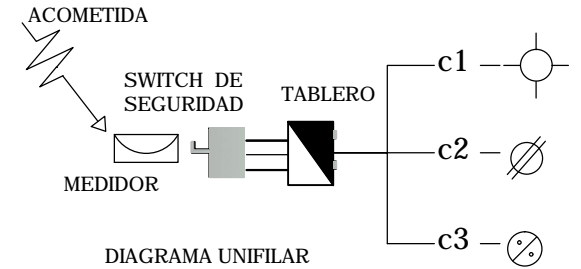 ACOMETIDA
SWITCH DE
SEGURIDAD
TABLERO
MEDIDOR
c1
c2
c3
DIAGRAMA UNIFILAR